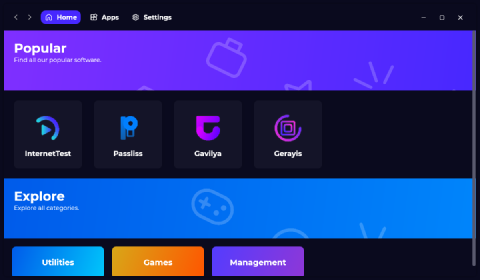 Home Apps Settings
Popular
Find all our popular software.
InternetTest Passliss Gavilya Gerayis
Explore
Explore all categories.
Utilities Games Management